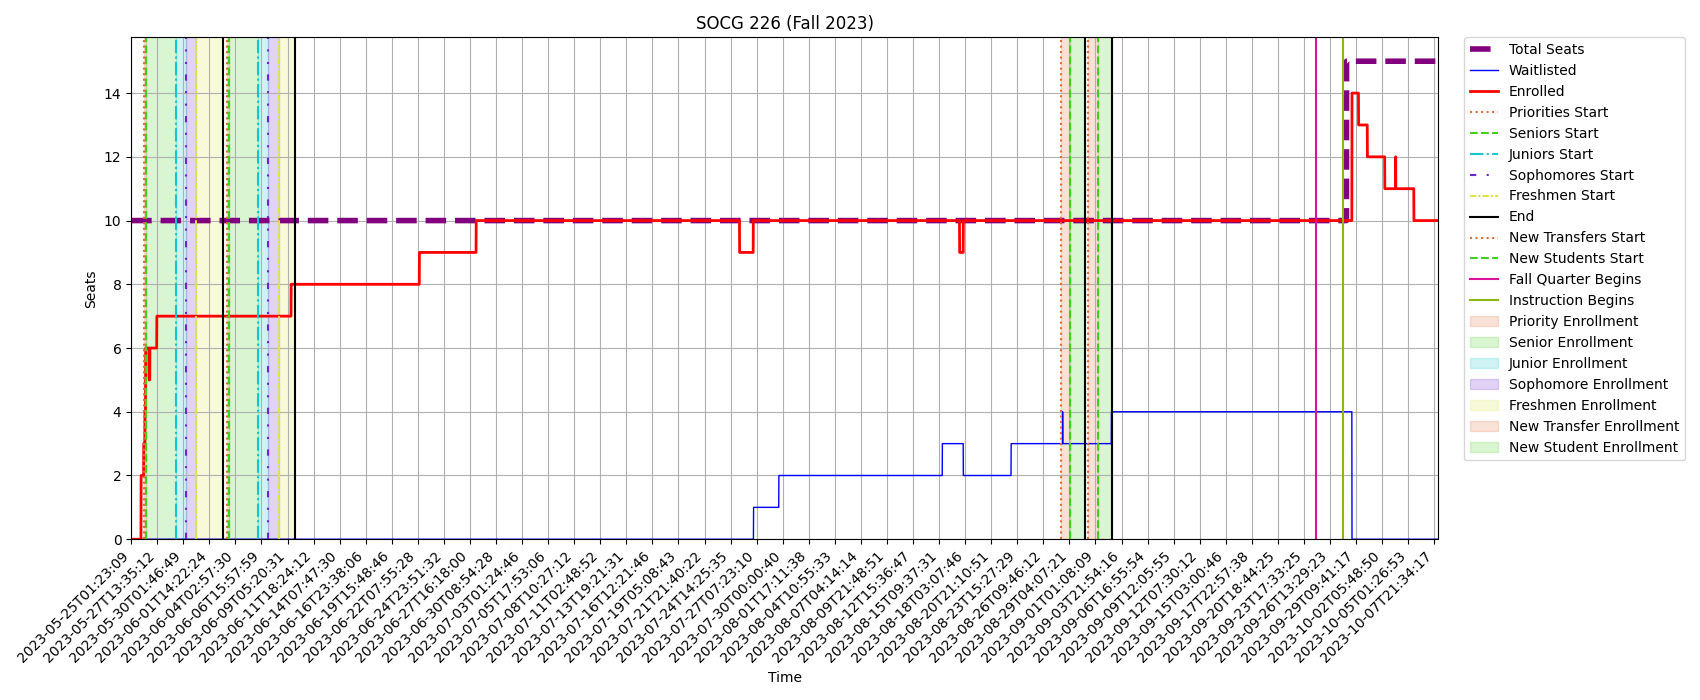 SOCG 226 (Fall 2023)
Seats
14
12
10
8
6
4
2
0
2023-05-25T01:23:09
2023-05-27T13:35:12
2023-05-30T01:46:49
2023-06-01T14:22:24
2023-06-04T02:57:30
2023-06-06T15:57:59
2023-06-09T05:20:31
2023-06-11T18:24:12
2023-06-14T07:47:30
2023-06-16T23:38:06
2023-06-19T15:48:46
2023-06-22T07:55:28
2023-06-24T23:51:32
2023-06-27T16:18:00
2023-06-30T08:54:28
2023-07-03T01:24:46
2023-07-05T17:53:06
2023-07-08T10:27:12
2023-07-11T02:48:52
2023-07-13T19:21:31
2023-07-16T12:21:46
2023-07-19T05:08:43
2023-07-21T21:40:22
2023-07-24T14:25:35
2023-07-27T07:23:10
2023-07-30T00:00:40
2023-08-01T17:11:38
2023-08-04T10:55:33
2023-08-07T04:14:14
2023-08-09T21:48:51
2023-08-12T15:36:47
2023-08-15T09:37:31
2023-08-18T03:07:46
2023-08-20T21:10:51
2023-08-23T15:27:29
2023-08-26T09:46:12
2023-08-29T04:07:21
2023-09-01T01:08:09
2023-09-03T21:54:16
2023-09-06T16:55:54
2023-09-09T12:05:55
2023-09-12T07:30:12
2023-09-15T03:00:46
2023-09-17T22:57:38
2023-09-20T18:44:25
2023-09-23T17:33:25
2023-09-26T13:29:23
2023-09-29T09:41:17
2023-10-02T05:48:50
2023-10-05T01:26:53
2023-10-07T21:34:17
Time
Total Seats
Waitlisted
Enrolled
Priorities Start
Seniors Start
Juniors Start
Sophomores Start
Freshmen Start
End
New Transfers Start
New Students Start
Fall Quarter Begins
Instruction Begins
Priority Enrollment
Senior Enrollment
Junior Enrollment
Sophomore Enrollment
Freshmen Enrollment
New Transfer Enrollment
New Student Enrollment